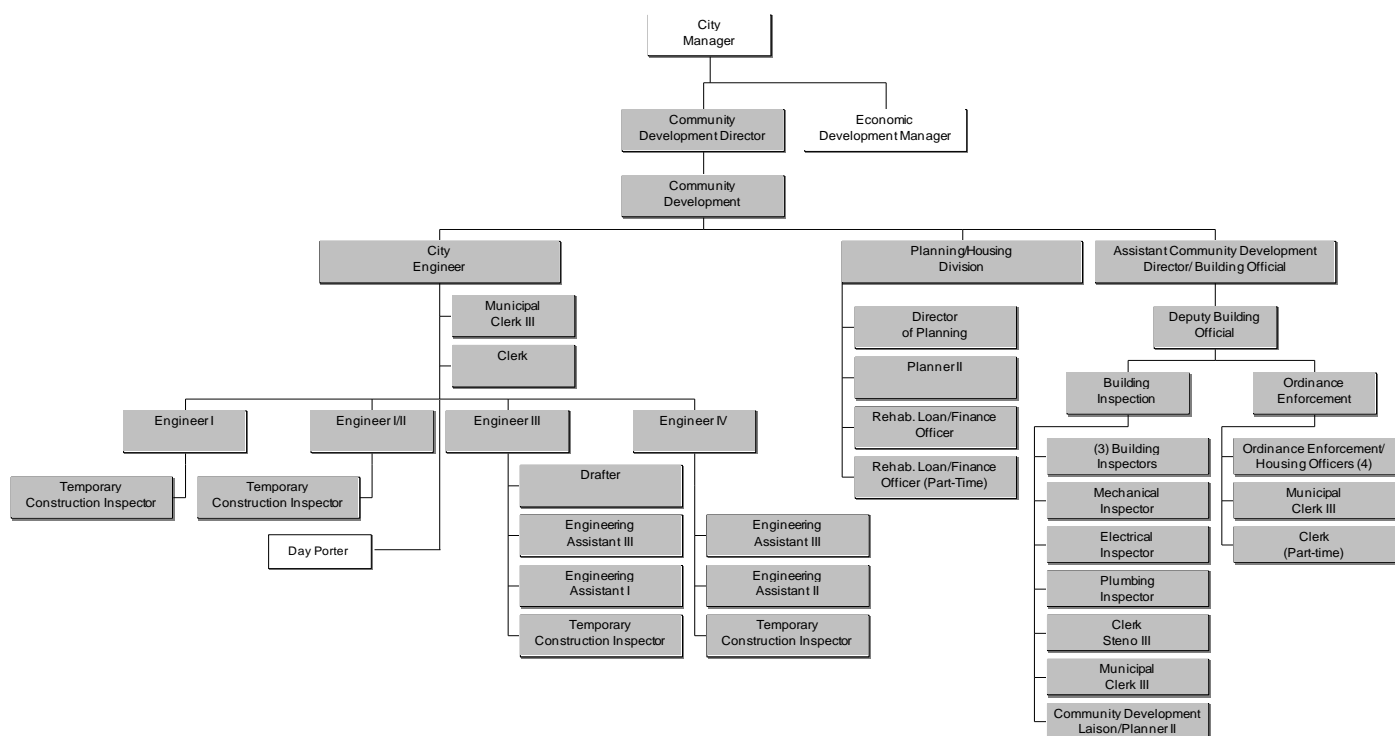 City
Manager
Community
Development Director
Economic
Development Manager
Community
Development
City
Engineer
Planning/Housing
Division
Assistant Community Development
Director/ Building Official
Municipal
Clerk III
Clerk
Director
of Planning
Planner II
Rehab. Loan/Finance
Officer
Rehab. Loan/Finance
Officer (Part-Time)
Deputy Building
Official
Building
Inspection
Ordinance
Enforcement
Engineer I
Engineer I/II
Engineer III
Engineer IV
Temporary
Construction Inspector
Temporary
Construction Inspector
Day Porter
Drafter
Engineering
Assistant III
Engineering
Assistant I
Temporary
Construction Inspector
Engineering
Assistant III
Engineering
Assistant II
Temporary
Construction Inspector
(3) Building
Inspectors
Mechanical
Inspector
Electrical
Inspector
Plumbing
Inspector
Clerk
Steno III
Municipal
Clerk III
Community Development
Laison/Planner II
Ordinance Enforcement/
Housing Officers (4)
Municipal
Clerk III
Clerk
(Part-time)